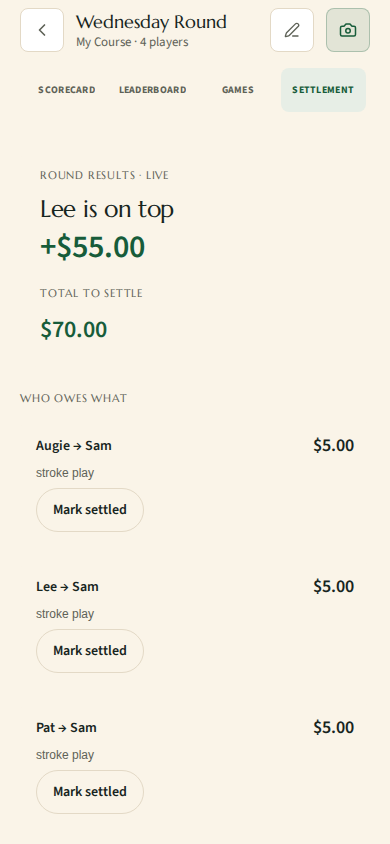 Wednesday Round
My Course · 4 players
SCORECARD
LEADERBOARD
GAMES
SETTLEMENT
ROUND RESULTS · LIVE
Lee is on top
+$55.00
TOTAL TO SETTLE
$70.00
WHO OWES WHAT
Augie → Sam
$5.00
stroke play
Mark settled
Lee → Sam
$5.00
stroke play
Mark settled
Pat → Sam
$5.00
stroke play
Mark settled